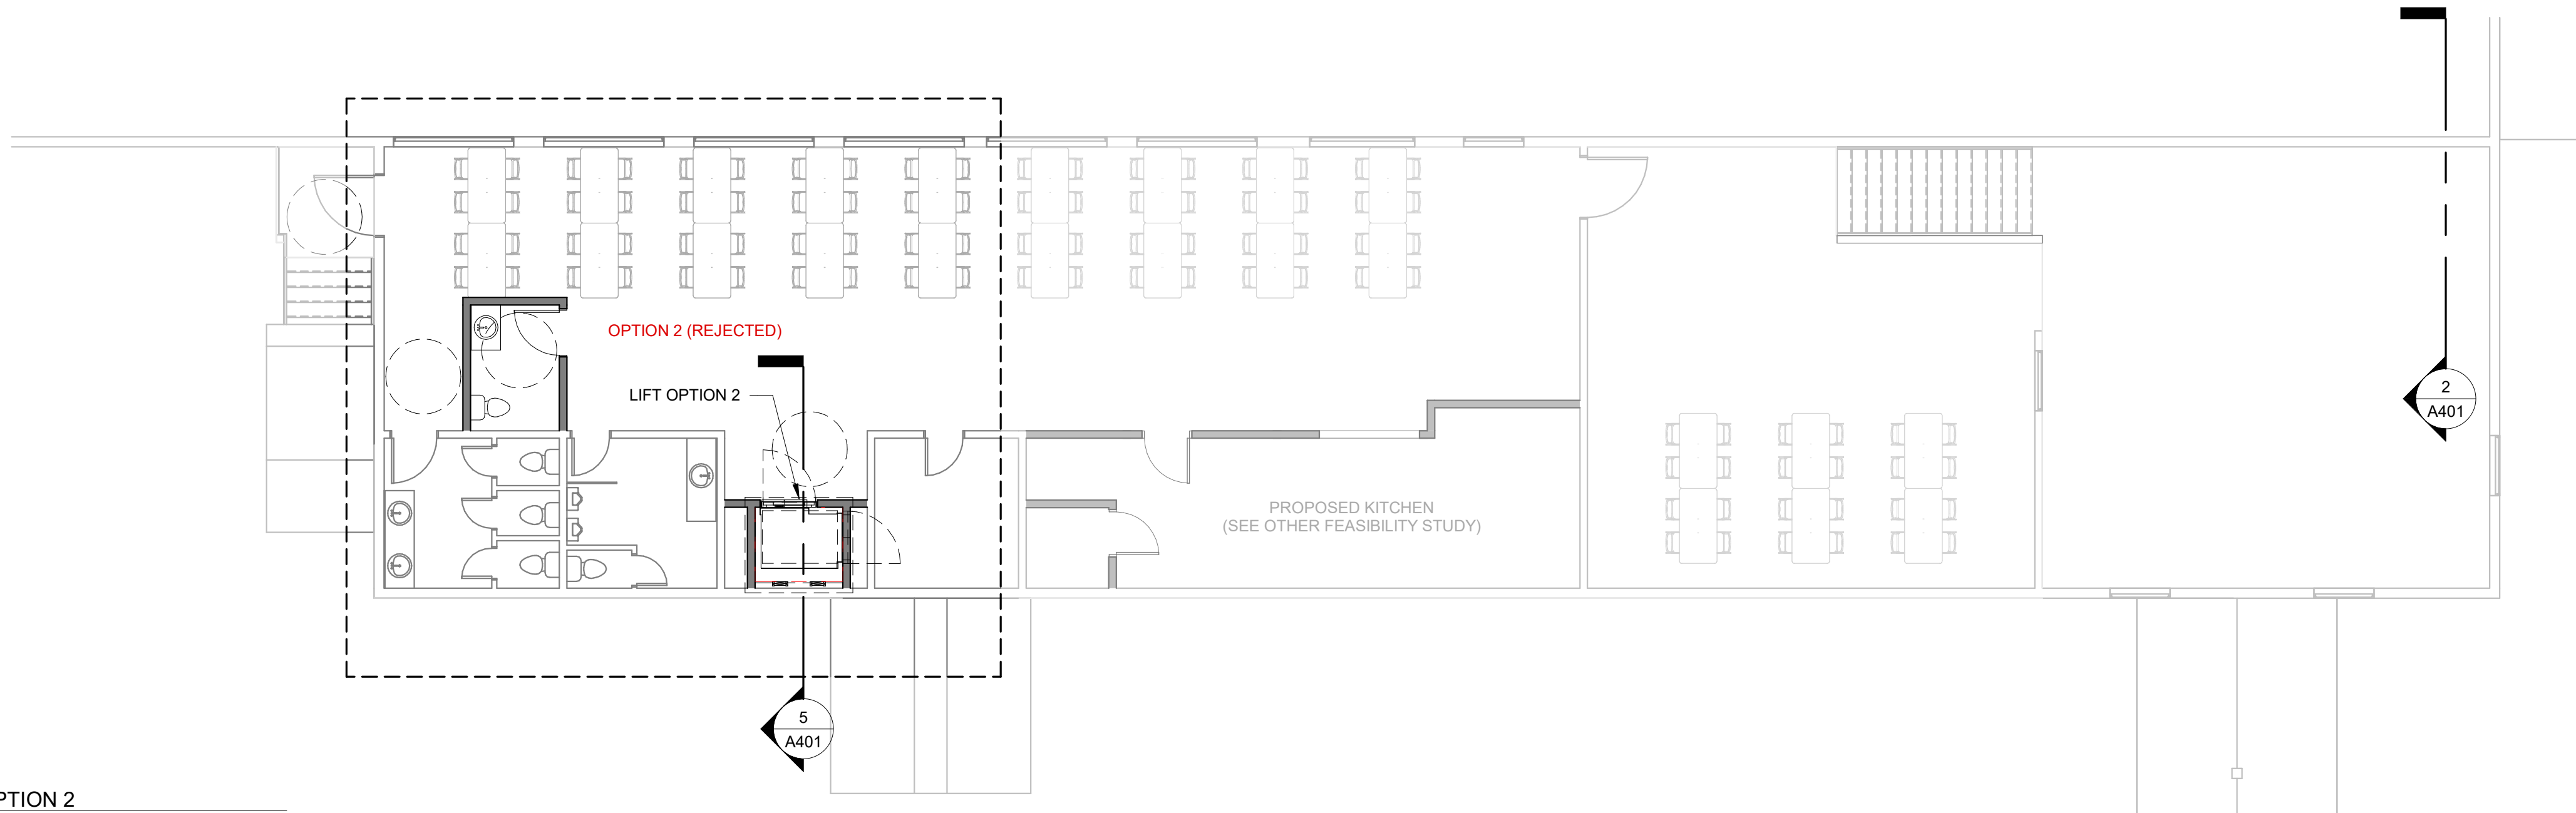 OPTION 2 (REJECTED)
LIFT OPTION 2
2
A401
PROPOSED KITCHEN
(SEE OTHER FEASIBILITY STUDY)
5
A401
PTION 2